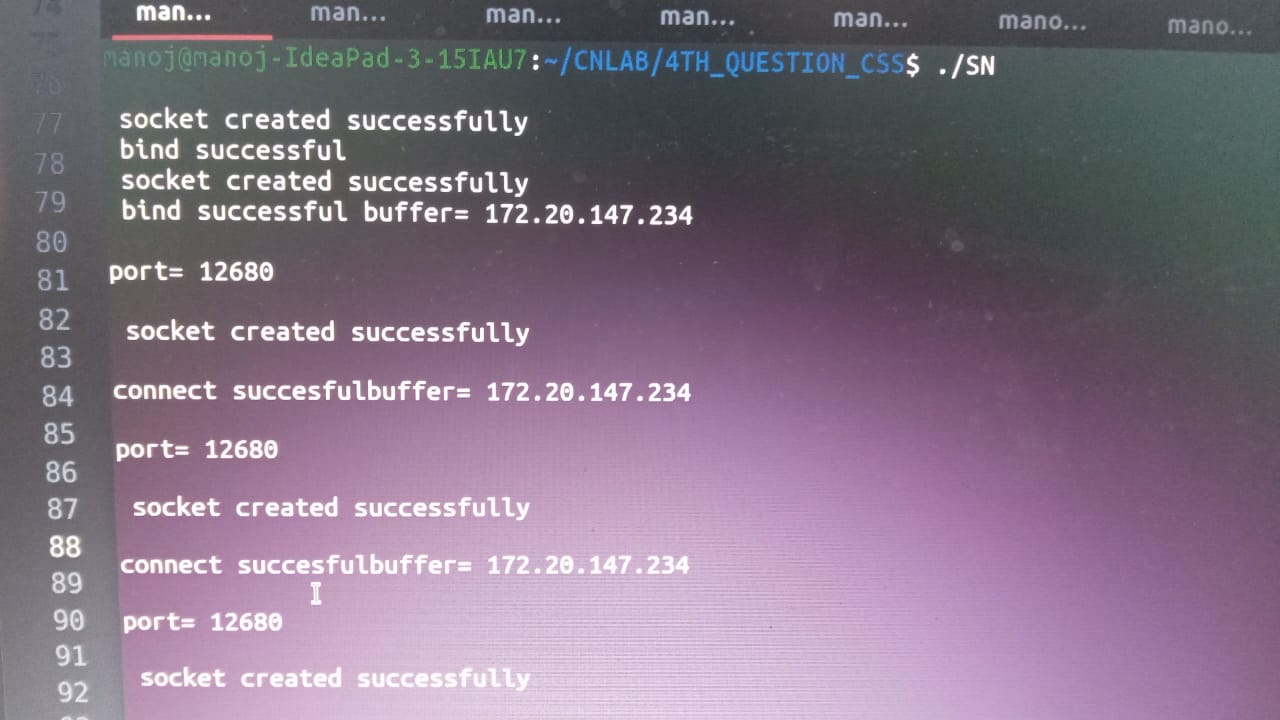 74 man... man... man... man... man... mano... mano...
75 manoj@manoj-IdeaPad-3-15IAU7:~/CNLAB/4TH_QUESTION_CSS$ ./SN
76
77 socket created successfully
78 bind successful
socket created successfully
79 bind successful buffer= 172.20.147.234
80
81 port= 12680
82 socket created successfully
83
84 connect succesfulbuffer= 172.20.147.234
85
86 port= 12680
87 socket created successfully
88
89 connect succesfulbuffer= 172.20.147.234
90 port= 12680
91
92 socket created successfully